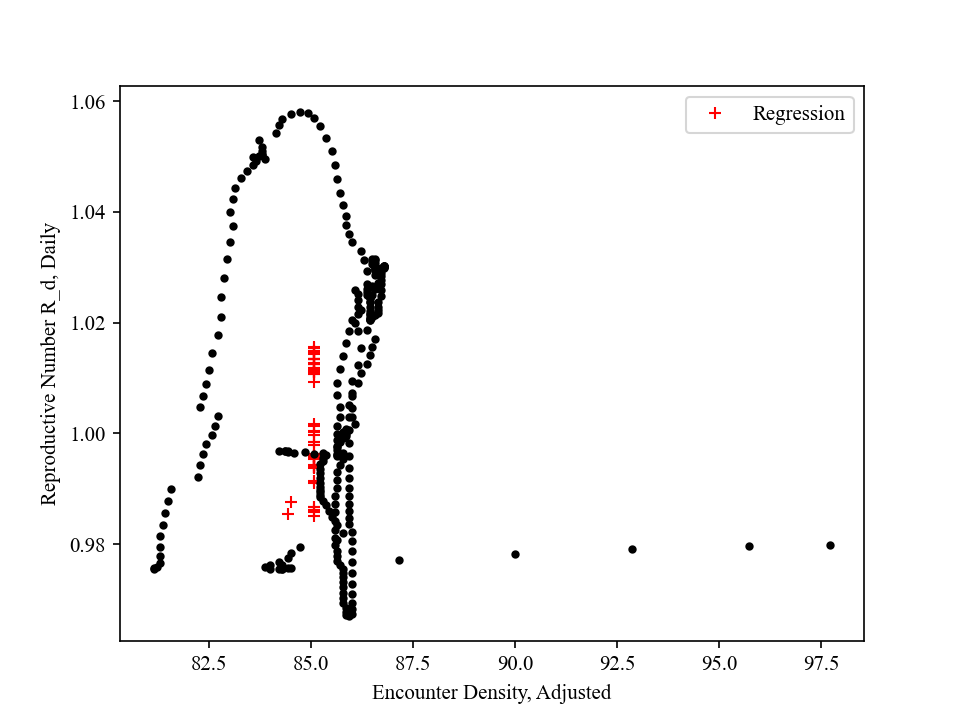 Regression
1.06
1.04
1.02
1.00
0.98
Reproductive Number R_d, Daily
82.5 85.0 87.5 90.0 92.5 95.0 97.5
Encounter Density, Adjusted